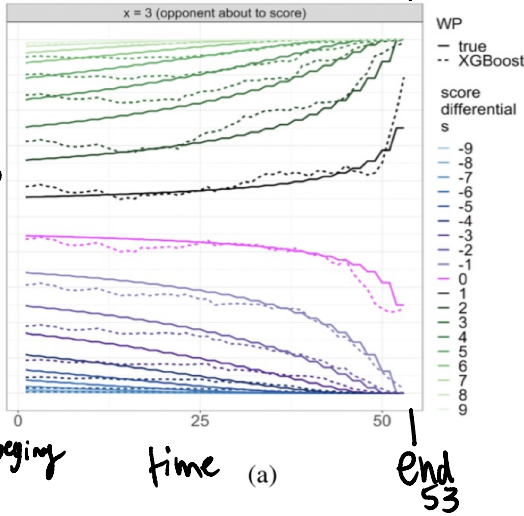 x = 3 (opponent about to score)
WP
true
XGBoost
score
differential
s
-9
-8
-7
-6
-5
-4
-3
-2
-1
0
1
2
3
4
5
6
7
8
9
0
25
50
time
(a)
end
53